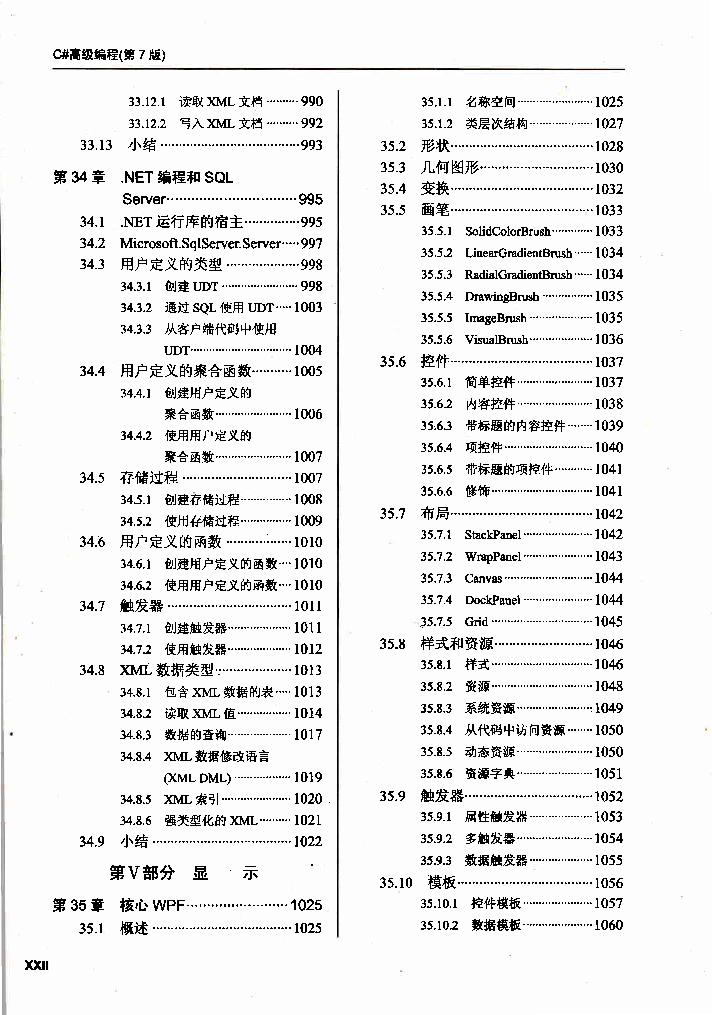 C#高级编程(第 7 版)
33.12.1 读取 XML 文档 ·········· 990
33.12.2 写入 XML 文档 ·········· 992
33.13 小结 ·········· 993
第 34 章 .NET 编程和 SQL
Server ·········· 995
34.1 .NET 运行库的宿主 ·········· 995
34.2 Microsoft.SqlServer.Server ····· 997
34.3 用户定义的类型 ·········· 998
34.3.1 创建 UDT ·········· 998
34.3.2 通过 SQL 使用 UDT ····· 1003
34.3.3 从客户端代码中使用
UDT ·········· 1004
34.4 用户定义的聚合函数 ·········· 1005
34.4.1 创建用户定义的
聚合函数 ·········· 1006
34.4.2 使用用户定义的
聚合函数 ·········· 1007
34.5 存储过程 ·········· 1007
34.5.1 创建存储过程 ·········· 1008
34.5.2 使用存储过程 ·········· 1009
34.6 用户定义的函数 ·········· 1010
34.6.1 创建用户定义的函数 ···· 1010
34.6.2 使用用户定义的函数 ···· 1010
34.7 触发器 ·········· 1011
34.7.1 创建触发器 ·········· 1011
34.7.2 使用触发器 ·········· 1012
34.8 XML 数据类型 ·········· 1013
34.8.1 包含 XML 数据的表 ····· 1013
34.8.2 读取 XML 值 ·········· 1014
34.8.3 数据的查询 ·········· 1017
34.8.4 XML 数据修改语言
(XML DML) ·········· 1019
34.8.5 XML 索引 ·········· 1020
34.8.6 强类型化的 XML ·········· 1021
34.9 小结 ·········· 1022
第Ⅴ部分 显 示
第 35 章 核心 WPF ·········· 1025
35.1 概述 ·········· 1025
35.1.1 名称空间 ·········· 1025
35.1.2 类层次结构 ·········· 1027
35.2 形状 ·········· 1028
35.3 几何图形 ·········· 1030
35.4 变换 ·········· 1032
35.5 画笔 ·········· 1033
35.5.1 SolidColorBrush ·········· 1033
35.5.2 LinearGradientBrush ····· 1034
35.5.3 RadialGradientBrush ····· 1034
35.5.4 DrawingBrush ·········· 1035
35.5.5 ImageBrush ·········· 1035
35.5.6 VisualBrush ·········· 1036
35.6 控件 ·········· 1037
35.6.1 简单控件 ·········· 1037
35.6.2 内容控件 ·········· 1038
35.6.3 带标题的内容控件 ······· 1039
35.6.4 项控件 ·········· 1040
35.6.5 带标题的项控件 ·········· 1041
35.6.6 修饰 ·········· 1041
35.7 布局 ·········· 1042
35.7.1 StackPanel ·········· 1042
35.7.2 WrapPanel ·········· 1043
35.7.3 Canvas ·········· 1044
35.7.4 DockPanel ·········· 1044
35.7.5 Grid ·········· 1045
35.8 样式和资源 ·········· 1046
35.8.1 样式 ·········· 1046
35.8.2 资源 ·········· 1048
35.8.3 系统资源 ·········· 1049
35.8.4 从代码中访问资源 ······· 1050
35.8.5 动态资源 ·········· 1050
35.8.6 资源字典 ·········· 1051
35.9 触发器 ·········· 1052
35.9.1 属性触发器 ·········· 1053
35.9.2 多触发器 ·········· 1054
35.9.3 数据触发器 ·········· 1055
35.10 模板 ·········· 1056
35.10.1 控件模板 ·········· 1057
35.10.2 数据模板 ·········· 1060
XXII